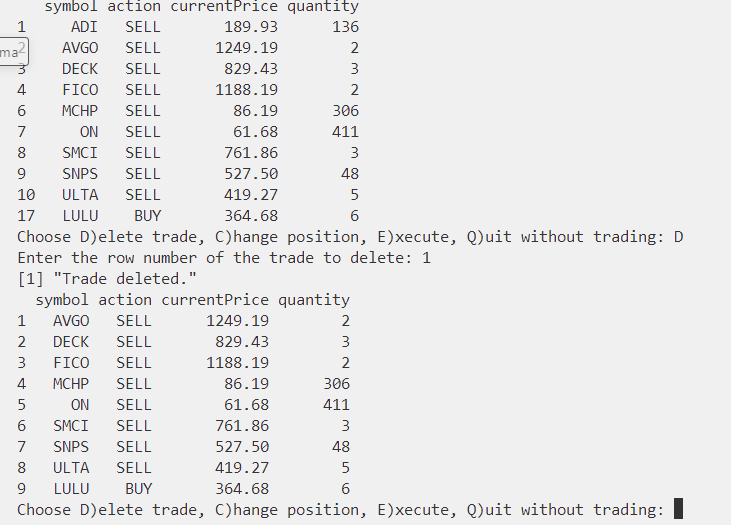 symbol action currentPrice quantity
1 ADI SELL 189.93 136
2 AVGO SELL 1249.19 2
ma
3 DECK SELL 829.43 3
4 FICO SELL 1188.19 2
6 MCHP SELL 86.19 306
7 ON SELL 61.68 411
8 SMCI SELL 761.86 3
9 SNPS SELL 527.50 48
10 ULTA SELL 419.27 5
17 LULU BUY 364.68 6
Choose D)elete trade, C)hange position, E)xecute, Q)uit without trading: D
Enter the row number of the trade to delete: 1
[1] "Trade deleted."
symbol action currentPrice quantity
1 AVGO SELL 1249.19 2
2 DECK SELL 829.43 3
3 FICO SELL 1188.19 2
4 MCHP SELL 86.19 306
5 ON SELL 61.68 411
6 SMCI SELL 761.86 3
7 SNPS SELL 527.50 48
8 ULTA SELL 419.27 5
9 LULU BUY 364.68 6
Choose D)elete trade, C)hange position, E)xecute, Q)uit without trading: